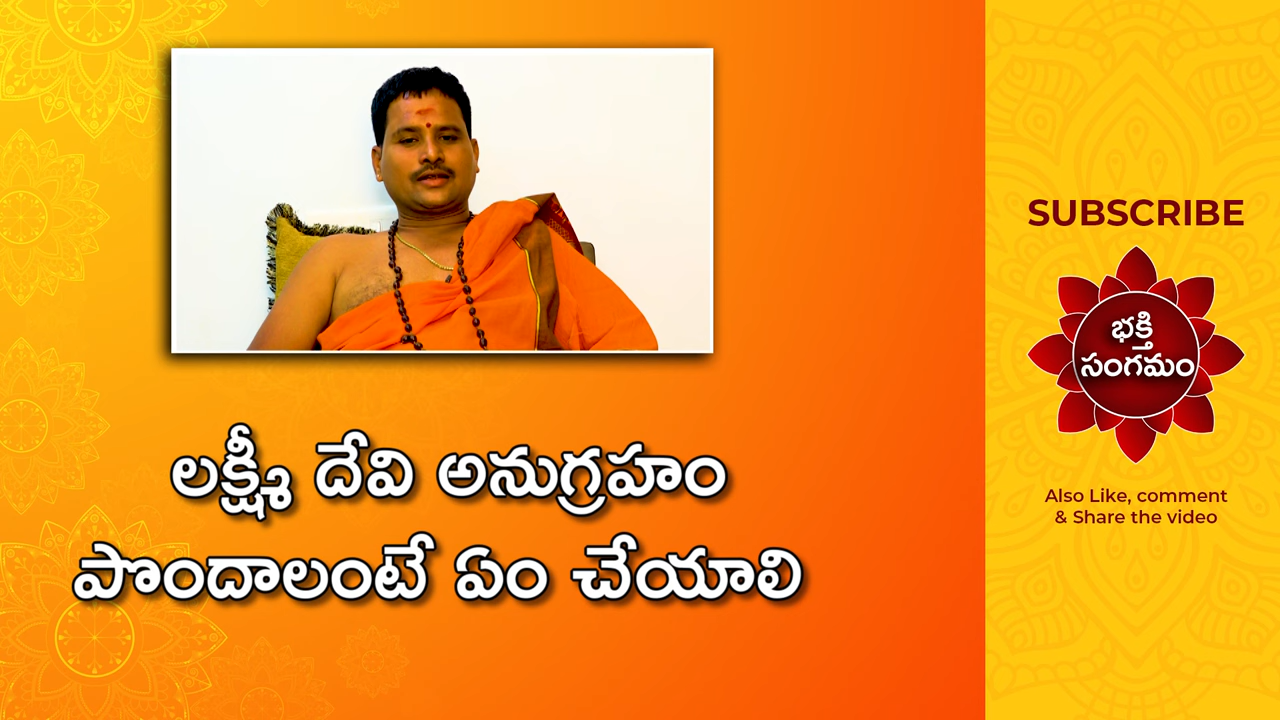 లక్ష్మీ దేవి అనుగ్రహం
పొందాలంటే ఏం చేయాలి
SUBSCRIBE
భక్తి
సంగమం
Also Like, comment
& Share the video